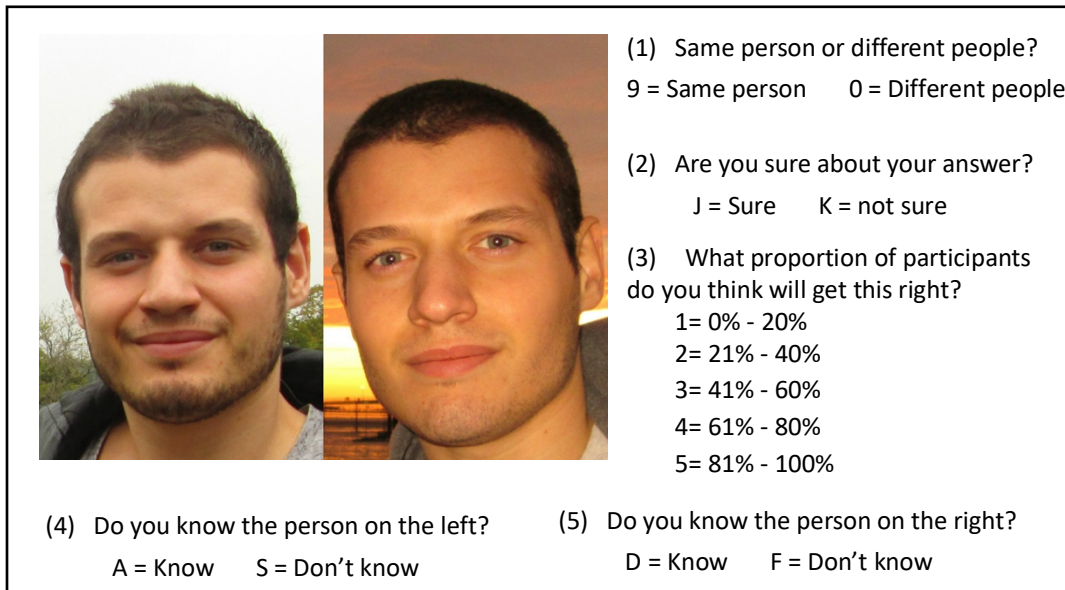 (1) Same person or different people?
9 = Same person 0 = Different people
(2) Are you sure about your answer?
J = Sure K = not sure
(3) What proportion of participants
do you think will get this right?
1= 0% - 20%
2= 21% - 40%
3= 41% - 60%
4= 61% - 80%
5= 81% - 100%
(4) Do you know the person on the left?
A = Know S = Don’t know
(5) Do you know the person on the right?
D = Know F = Don’t know